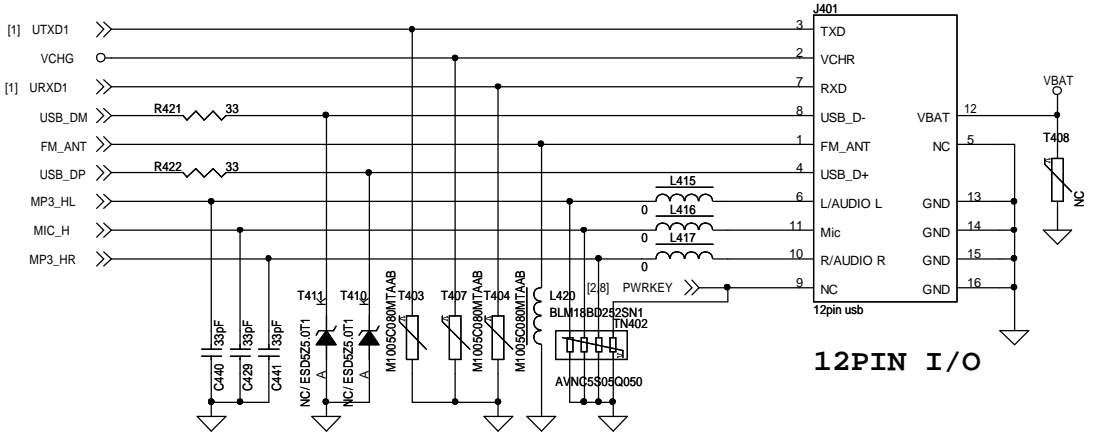 J401
[1] UTXD1 3 TXD
VCHG 2 VCHR
[1] URXD1 7 RXD
VBAT
USB_DM R421 33 8 USB_D- VBAT 12
FM_ANT 1 FM_ANT NC 5
T408
USB_DP R422 33 4 USB_D+
NC
L415
MP3_HL 0 6 L/AUDIO L GND 13
L416
MIC_H 0 11 Mic GND 14
L417
MP3_HR 0 10 R/AUDIO R GND 15
[2,8] PWRKEY 9 NC GND 16
12pin usb
T411 K T410 K T403 T407 T404 L420
BLM18BD252SN1
TN402
AVNC5S05Q050
33pF 33pF 33pF
C440 C429 C441
NC/ESD5Z5.0T1 A
NC/ESD5Z5.0T1 A
M1005C080MTAAB
M1005C080MTAAB
M1005C080MTAAB
12PIN I/O